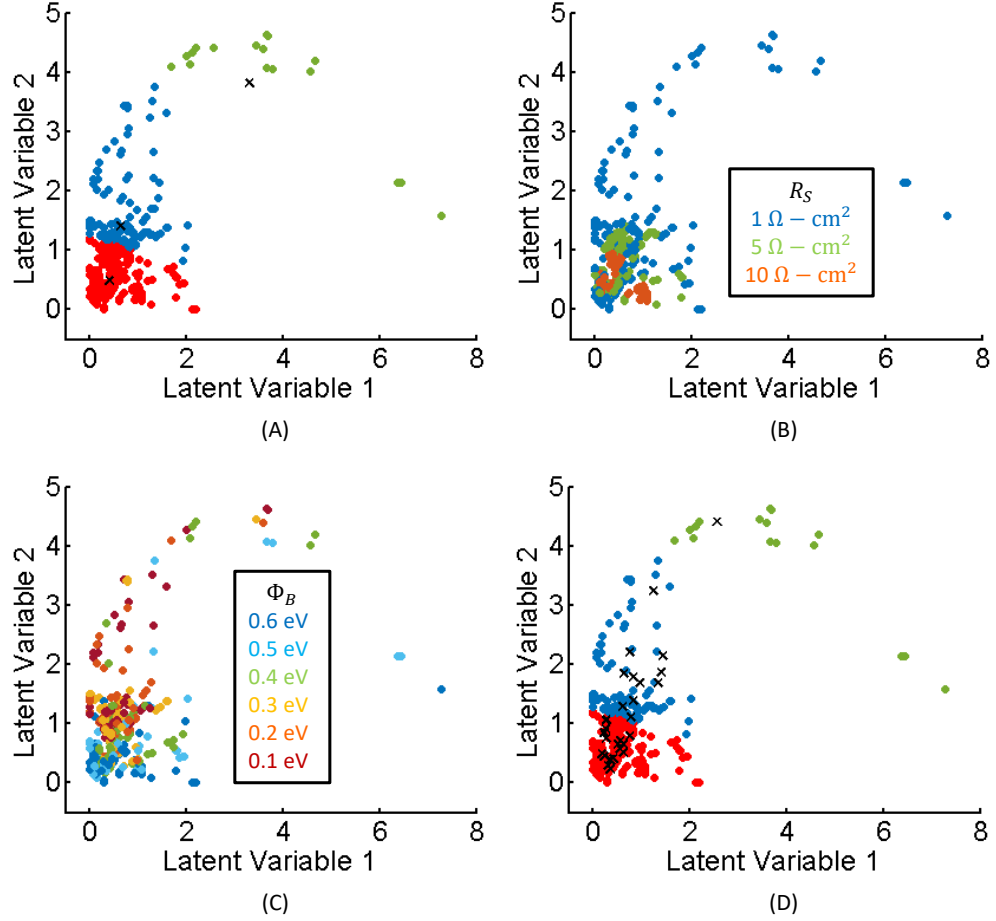 5
4
3
2
1
0
Latent Variable 2
0 2 4 6 8
Latent Variable 1
(A)
5
4
3
2
1
0
Latent Variable 2
R_S
1 Ω − cm²
5 Ω − cm²
10 Ω − cm²
0 2 4 6 8
Latent Variable 1
(B)
5
4
3
2
1
0
Latent Variable 2
Φ_B
0.6 eV
0.5 eV
0.4 eV
0.3 eV
0.2 eV
0.1 eV
0 2 4 6 8
Latent Variable 1
(C)
5
4
3
2
1
0
Latent Variable 2
0 2 4 6 8
Latent Variable 1
(D)